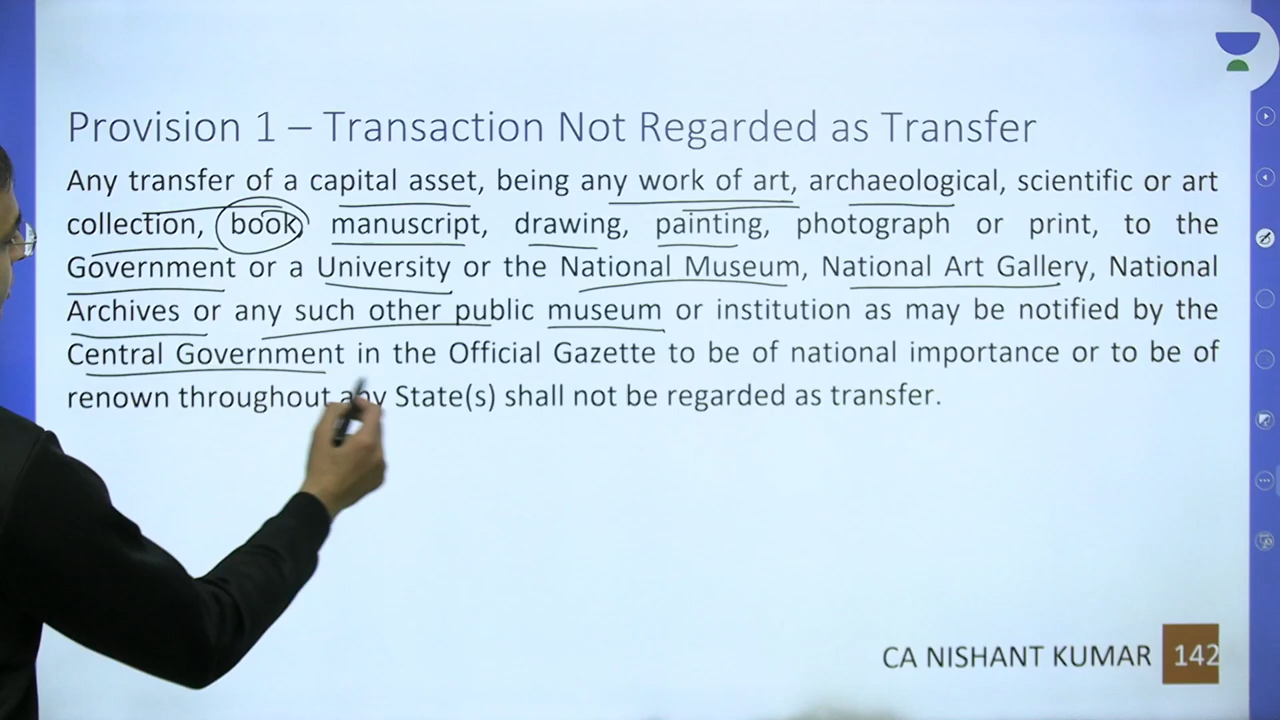 Provision 1 – Transaction Not Regarded as Transfer
Any transfer of a capital asset, being any work of art, archaeological, scientific or art
collection, book, manuscript, drawing, painting, photograph or print, to the
Government or a University or the National Museum, National Art Gallery, National
Archives or any such other public museum or institution as may be notified by the
Central Government in the Official Gazette to be of national importance or to be of
renown throughout any State(s) shall not be regarded as transfer.
CA NISHANT KUMAR 142